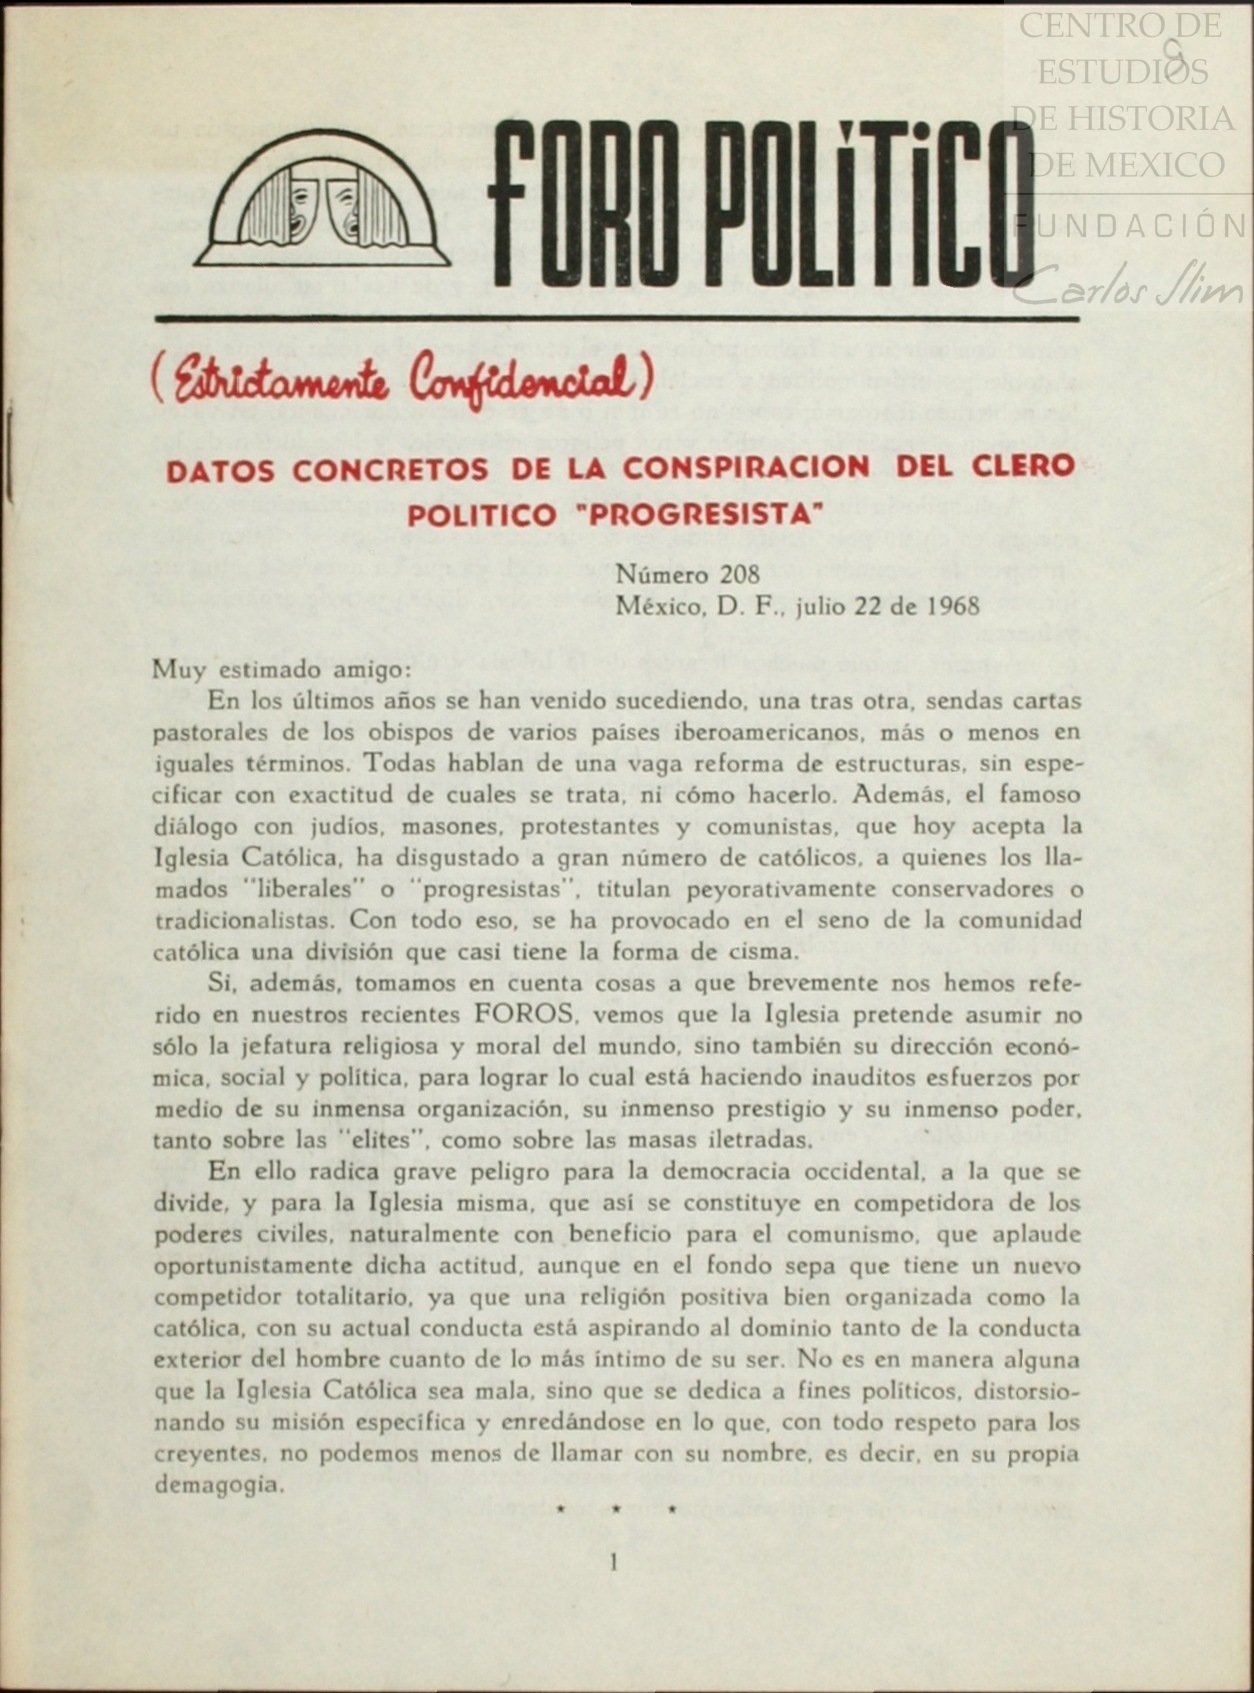 CENTRO DE
ESTUDIOS
DE HISTORIA
DE MEXICO
FUNDACIÓN
Carlos Slim
FORO POLÍTICO
(Estrictamente Confidencial)
DATOS CONCRETOS DE LA CONSPIRACION DEL CLERO
POLITICO "PROGRESISTA"
Número 208
México, D. F., julio 22 de 1968
Muy estimado amigo:
En los últimos años se han venido sucediendo, una tras otra, sendas cartas
pastorales de los obispos de varios países iberoamericanos, más o menos en
iguales términos. Todas hablan de una vaga reforma de estructuras, sin espe-
cificar con exactitud de cuales se trata, ni cómo hacerlo. Además, el famoso
diálogo con judíos, masones, protestantes y comunistas, que hoy acepta la
Iglesia Católica, ha disgustado a gran número de católicos, a quienes los lla-
mados "liberales" o "progresistas", titulan peyorativamente conservadores o
tradicionalistas. Con todo eso, se ha provocado en el seno de la comunidad
católica una división que casi tiene la forma de cisma.
Si, además, tomamos en cuenta cosas a que brevemente nos hemos refe-
rido en nuestros recientes FOROS, vemos que la Iglesia pretende asumir no
sólo la jefatura religiosa y moral del mundo, sino también su dirección econó-
mica, social y política, para lograr lo cual está haciendo inauditos esfuerzos por
medio de su inmensa organización, su inmenso prestigio y su inmenso poder,
tanto sobre las "elites", como sobre las masas iletradas.
En ello radica grave peligro para la democracia occidental, a la que se
divide, y para la Iglesia misma, que así se constituye en competidora de los
poderes civiles, naturalmente con beneficio para el comunismo, que aplaude
oportunistamente dicha actitud, aunque en el fondo sepa que tiene un nuevo
competidor totalitario, ya que una religión positiva bien organizada como la
católica, con su actual conducta está aspirando al dominio tanto de la conducta
exterior del hombre cuanto de lo más íntimo de su ser. No es en manera alguna
que la Iglesia Católica sea mala, sino que se dedica a fines políticos, distorsio-
nando su misión específica y enredándose en lo que, con todo respeto para los
creyentes, no podemos menos de llamar con su nombre, es decir, en su propia
demagogia.
* * *
1